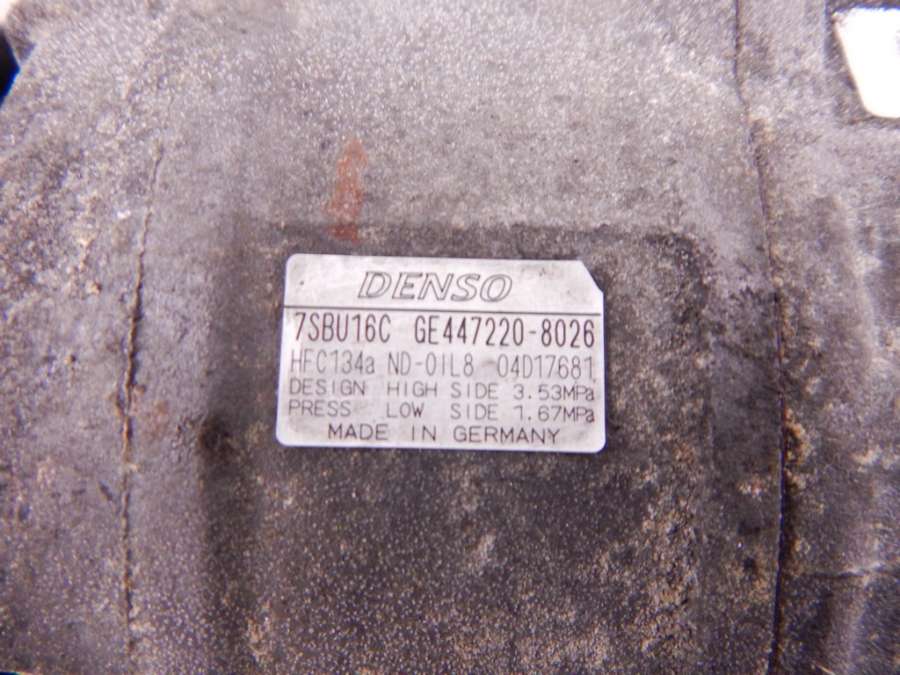 DENSO
7SBU16C GE447220-8026
HFC134a ND-OIL8 04D17681
DESIGN HIGH SIDE 3.53MPa
PRESS LOW SIDE 1.67MPa
MADE IN GERMANY